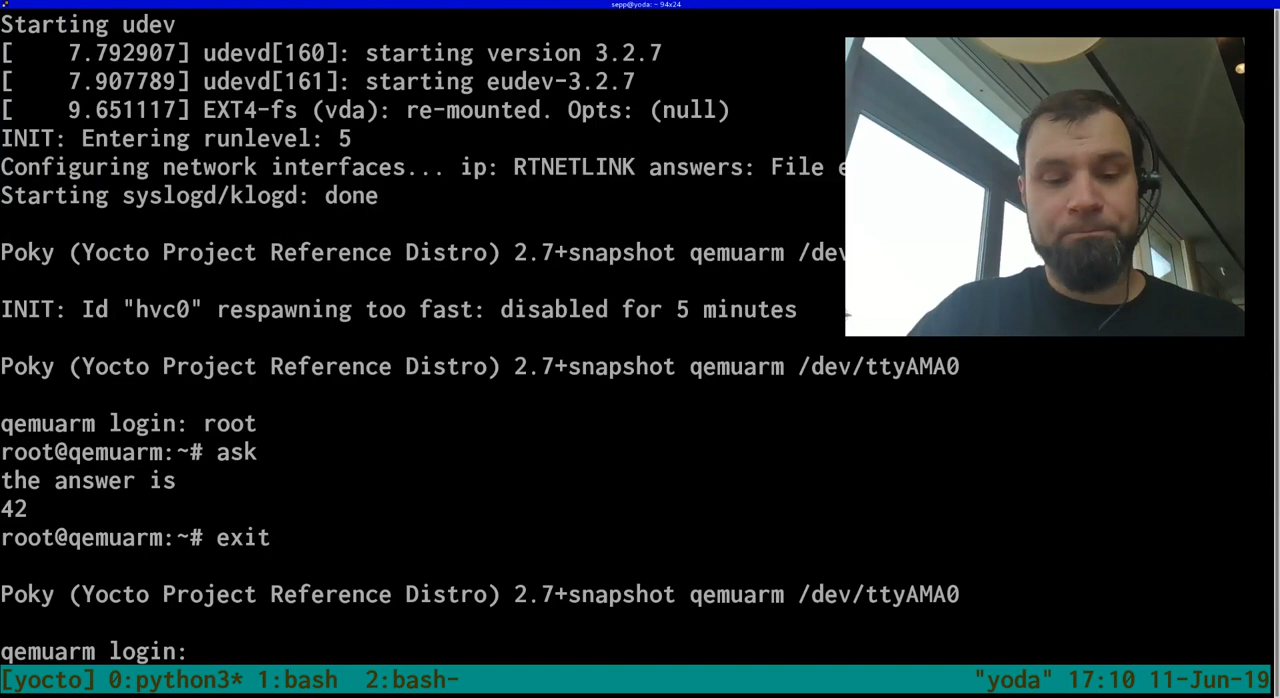 sepp@yoda: ~ 94x24
Starting udev
[    7.792907] udevd[160]: starting version 3.2.7
[    7.907789] udevd[161]: starting eudev-3.2.7
[    9.651117] EXT4-fs (vda): re-mounted. Opts: (null)
INIT: Entering runlevel: 5
Configuring network interfaces... ip: RTNETLINK answers: File
Starting syslogd/klogd: done
Poky (Yocto Project Reference Distro) 2.7+snapshot qemuarm /dev
INIT: Id "hvc0" respawning too fast: disabled for 5 minutes
Poky (Yocto Project Reference Distro) 2.7+snapshot qemuarm /dev/ttyAMA0
qemuarm login: root
root@qemuarm:~# ask
the answer is
42
root@qemuarm:~# exit
Poky (Yocto Project Reference Distro) 2.7+snapshot qemuarm /dev/ttyAMA0
qemuarm login:
[yocto] 0:python3* 1:bash  2:bash- "yoda" 17:10 11-Jun-19